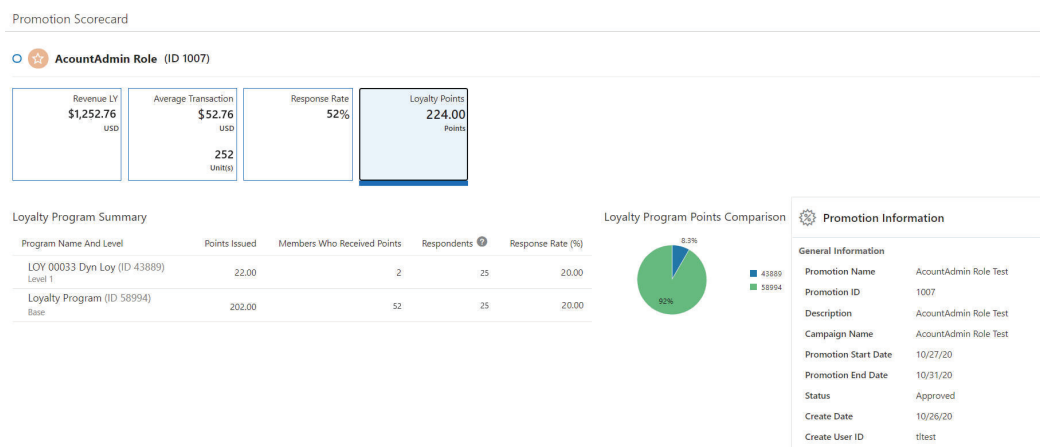 Promotion Scorecard
AcountAdmin Role (ID 1007)
Revenue LY
$1,252.76
USD
Average Transaction
$52.76
USD
252
Unit(s)
Response Rate
52%
Loyalty Points
224.00
Points
Loyalty Program Summary
Program Name And Level Points Issued Members Who Received Points Respondents ? Response Rate (%)
LOY 00033 Dyn Loy (ID 43889) 22.00 2 25 20.00
Level 1
Loyalty Program (ID 58994) 202.00 52 25 20.00
Base
Loyalty Program Points Comparison
8.3%
92%
43889
58994
Promotion Information
General Information
Promotion Name AcountAdmin Role Test
Promotion ID 1007
Description AcountAdmin Role Test
Campaign Name AcountAdmin Role Test
Promotion Start Date 10/27/20
Promotion End Date 10/31/20
Status Approved
Create Date 10/26/20
Create User ID tltest